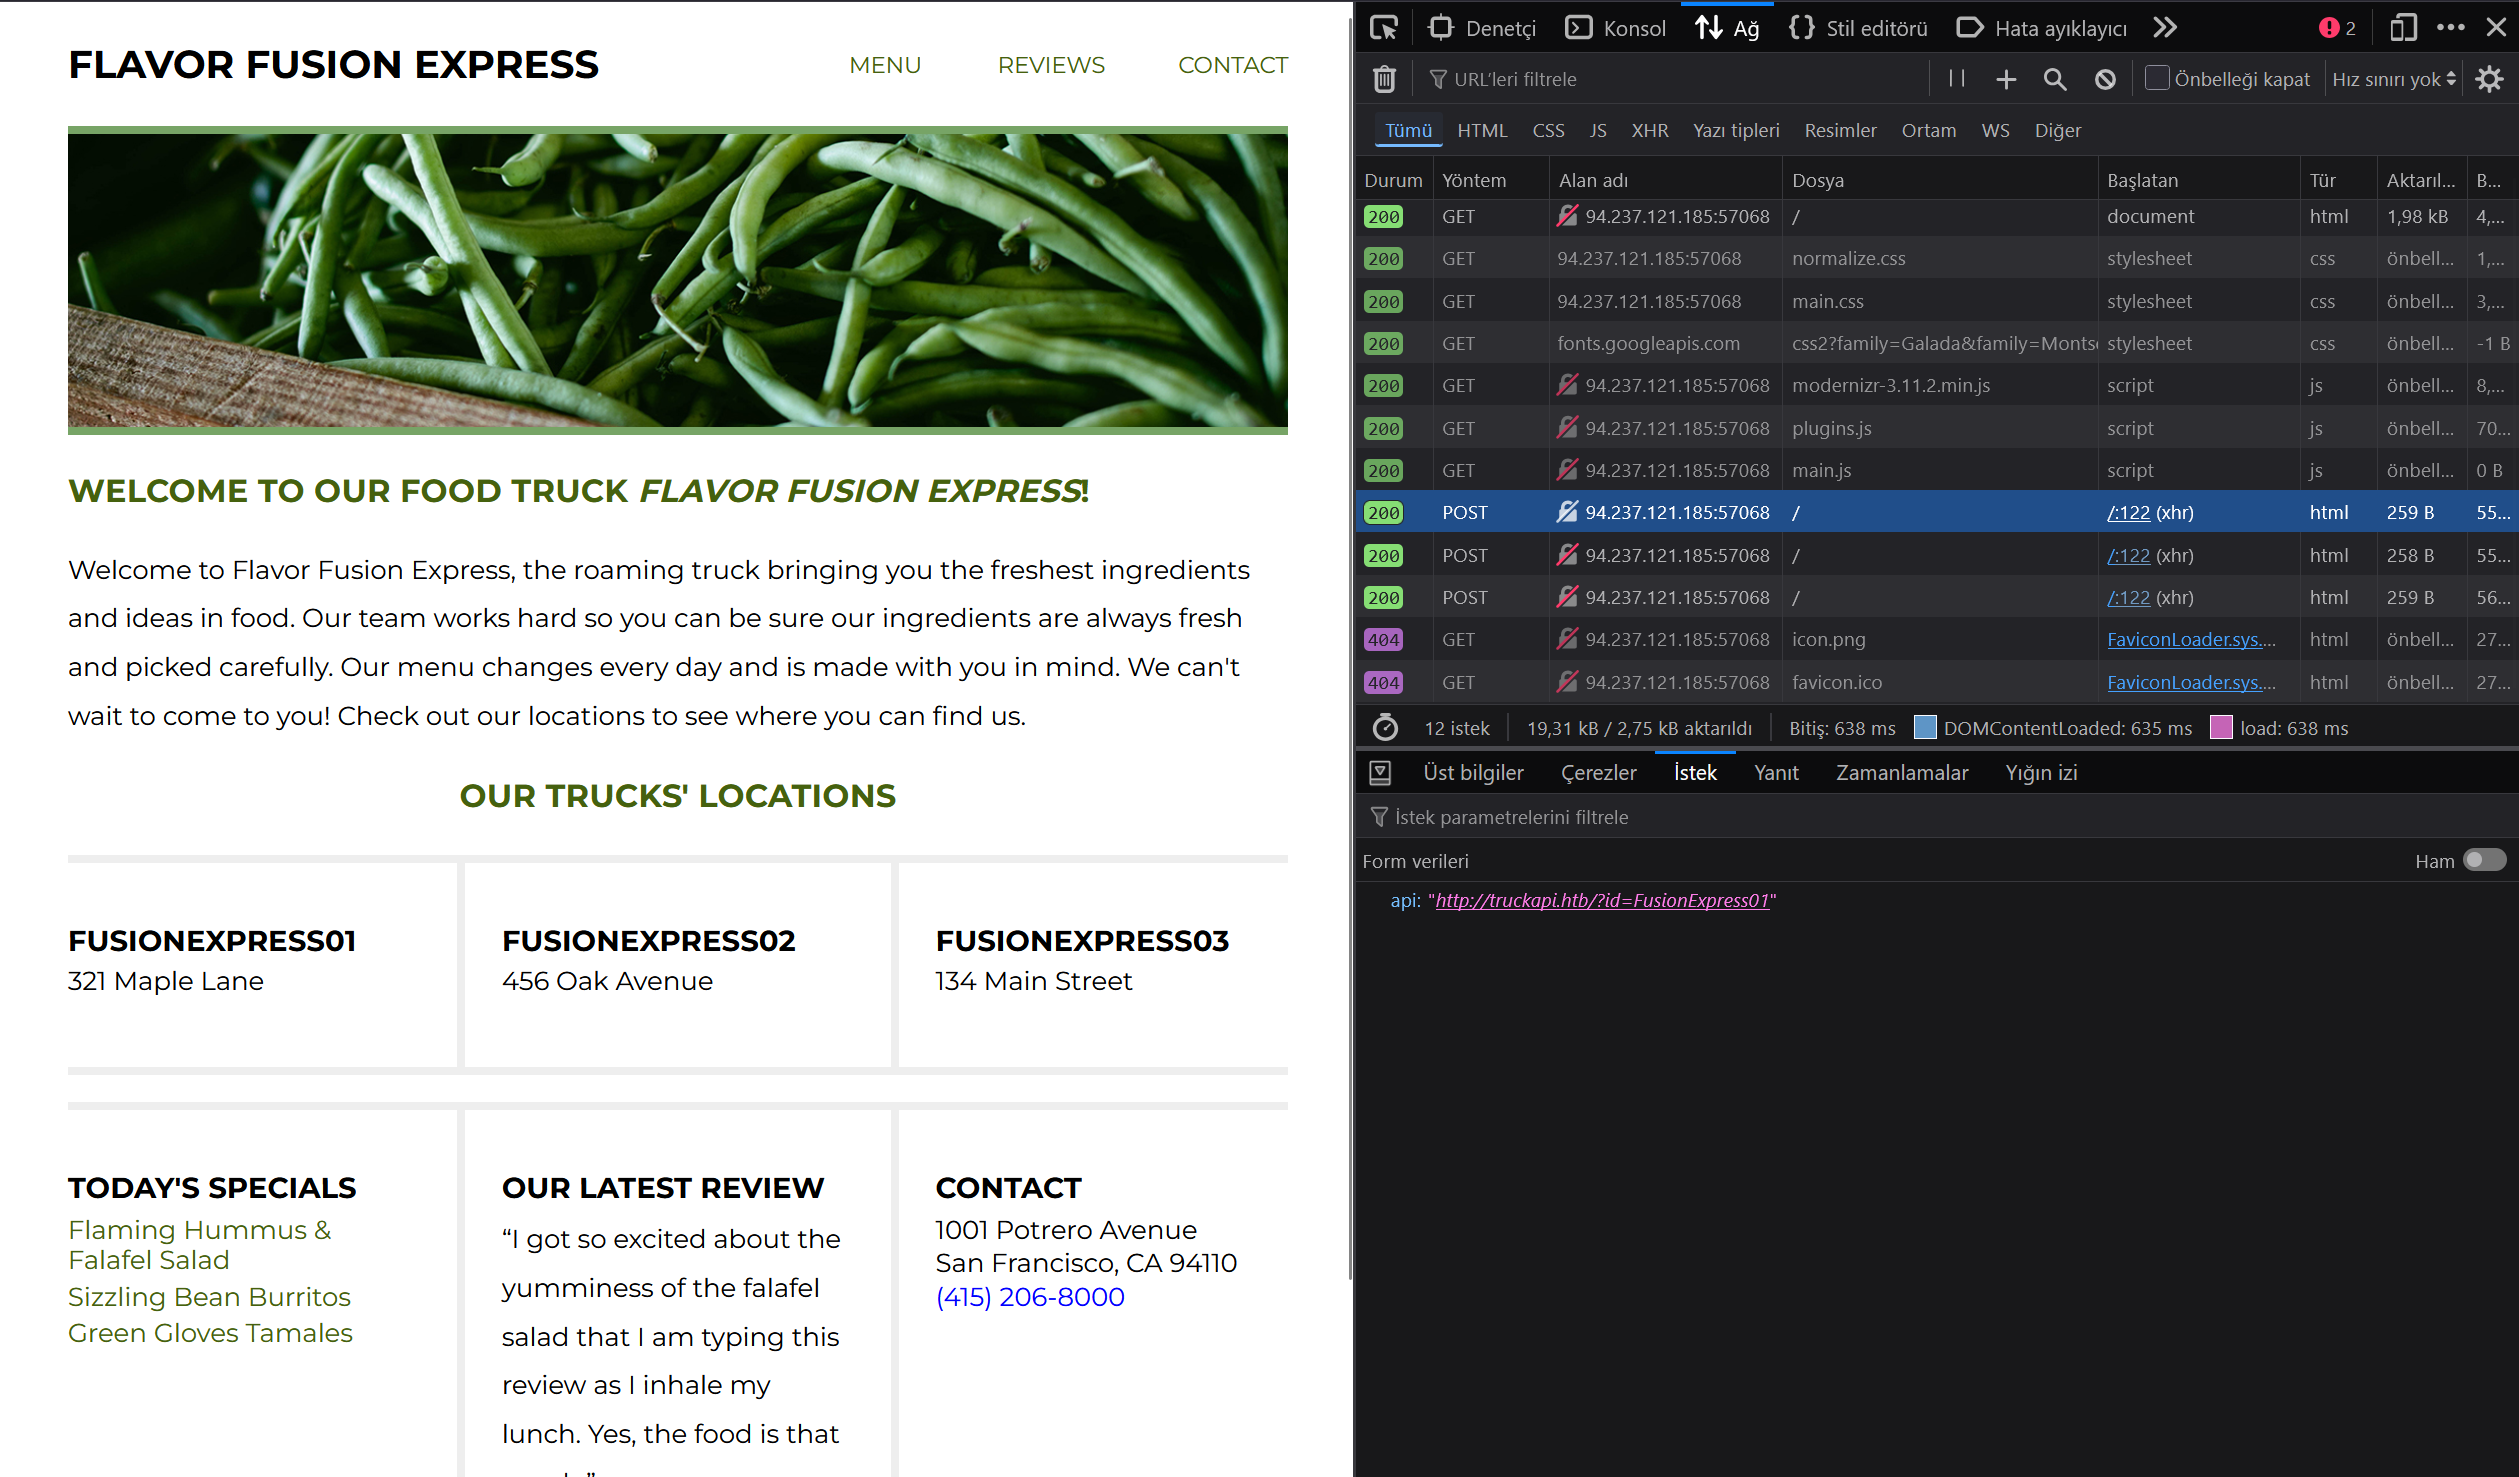 FLAVOR FUSION EXPRESS
MENU
REVIEWS
CONTACT
WELCOME TO OUR FOOD TRUCK FLAVOR FUSION EXPRESS!
Welcome to Flavor Fusion Express, the roaming truck bringing you the freshest ingredients
and ideas in food. Our team works hard so you can be sure our ingredients are always fresh
and picked carefully. Our menu changes every day and is made with you in mind. We can't
wait to come to you! Check out our locations to see where you can find us.
OUR TRUCKS' LOCATIONS
FUSIONEXPRESS01
321 Maple Lane
FUSIONEXPRESS02
456 Oak Avenue
FUSIONEXPRESS03
134 Main Street
TODAY'S SPECIALS
Flaming Hummus &
Falafel Salad
Sizzling Bean Burritos
Green Gloves Tamales
OUR LATEST REVIEW
“I got so excited about the
yumminess of the falafel
salad that I am typing this
review as I inhale my
lunch. Yes, the food is that
CONTACT
1001 Potrero Avenue
San Francisco, CA 94110
(415) 206-8000
Denetçi Konsol Ağ Stil editörü Hata ayıklayıcı 2
URL'leri filtrele Önbelleği kapat Hız sınırı yok
Tümü HTML CSS JS XHR Yazı tipleri Resimler Ortam WS Diğer
Durum Yöntem Alan adı Dosya Başlatan Tür Aktarıl... B...
200 GET 94.237.121.185:57068 / document html 1,98 kB 4,...
200 GET 94.237.121.185:57068 normalize.css stylesheet css önbell... 1,...
200 GET 94.237.121.185:57068 main.css stylesheet css önbell... 3,...
200 GET fonts.googleapis.com css2?family=Galada&family=Monts stylesheet css önbell... -1 B
200 GET 94.237.121.185:57068 modernizr-3.11.2.min.js script js önbell... 8,...
200 GET 94.237.121.185:57068 plugins.js script js önbell... 70...
200 GET 94.237.121.185:57068 main.js script js önbell... 0 B
200 POST 94.237.121.185:57068 / /:122 (xhr) html 259 B 55...
200 POST 94.237.121.185:57068 / /:122 (xhr) html 258 B 55...
200 POST 94.237.121.185:57068 / /:122 (xhr) html 259 B 56...
404 GET 94.237.121.185:57068 icon.png FaviconLoader.sys.... html önbell... 27...
404 GET 94.237.121.185:57068 favicon.ico FaviconLoader.sys.... html önbell... 27...
12 istek 19,31 kB / 2,75 kB aktarıldı Bitiş: 638 ms DOMContentLoaded: 635 ms load: 638 ms
Üst bilgiler Çerezler İstek Yanıt Zamanlamalar Yığın izi
İstek parametrelerini filtrele
Form verileri Ham
api: "http://truckapi.htb/?id=FusionExpress01"